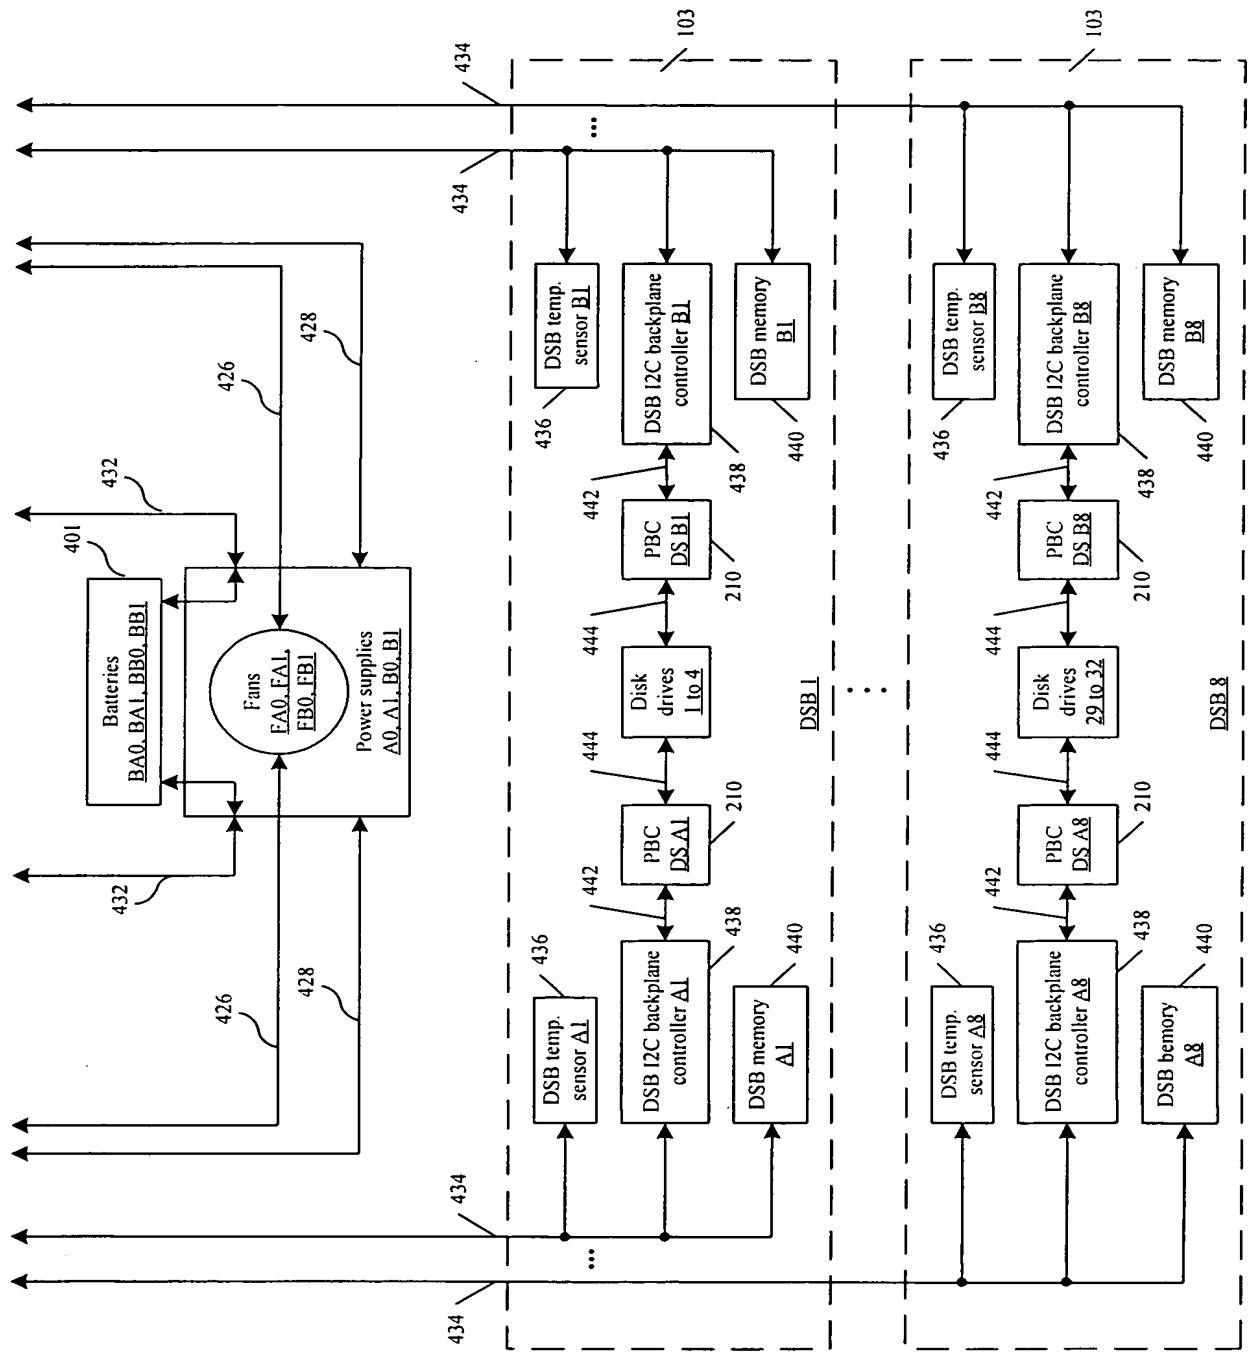 432
401
432
Batteries
BA0, BA1, BB0, BB1
Fans
FA0, FA1,
FB0, FB1
Power supplies
A0, A1, B0, B1
426
428
426
428
434
434
434
434
103
...
...
436
DSB temp.
sensor A1
DSB I2C backplane
controller A1
438
DSB memory
A1
440
442
PBC
DS A1
210
444
Disk
drives
1 to 4
444
PBC
DS B1
210
442
DSB I2C backplane
controller B1
438
DSB temp.
sensor B1
436
DSB memory
B1
440
DSB 1
...
103
436
DSB temp.
sensor A8
DSB I2C backplane
controller A8
438
DSB bemory
A8
440
442
PBC
DS A8
210
444
Disk
drives
29 to 32
444
PBC
DS B8
210
442
DSB I2C backplane
controller B8
438
DSB temp.
sensor B8
436
DSB memory
B8
440
DSB 8